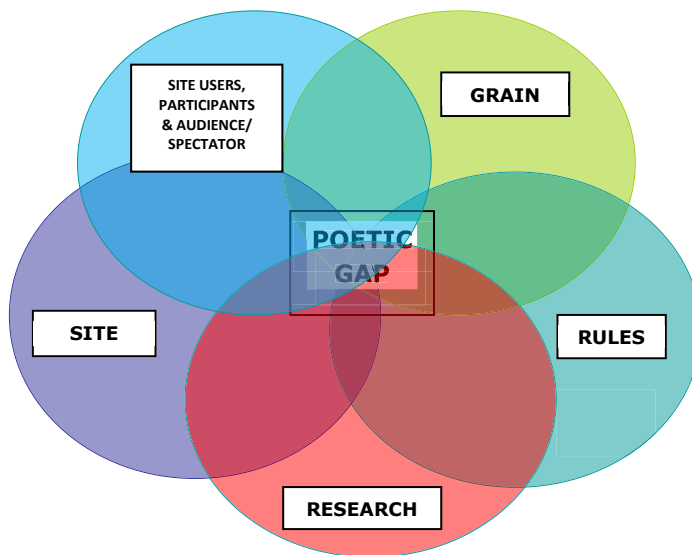 SITE USERS,
PARTICIPANTS
& AUDIENCE/
SPECTATOR
GRAIN
POETIC
GAP
SITE
RULES
RESEARCH